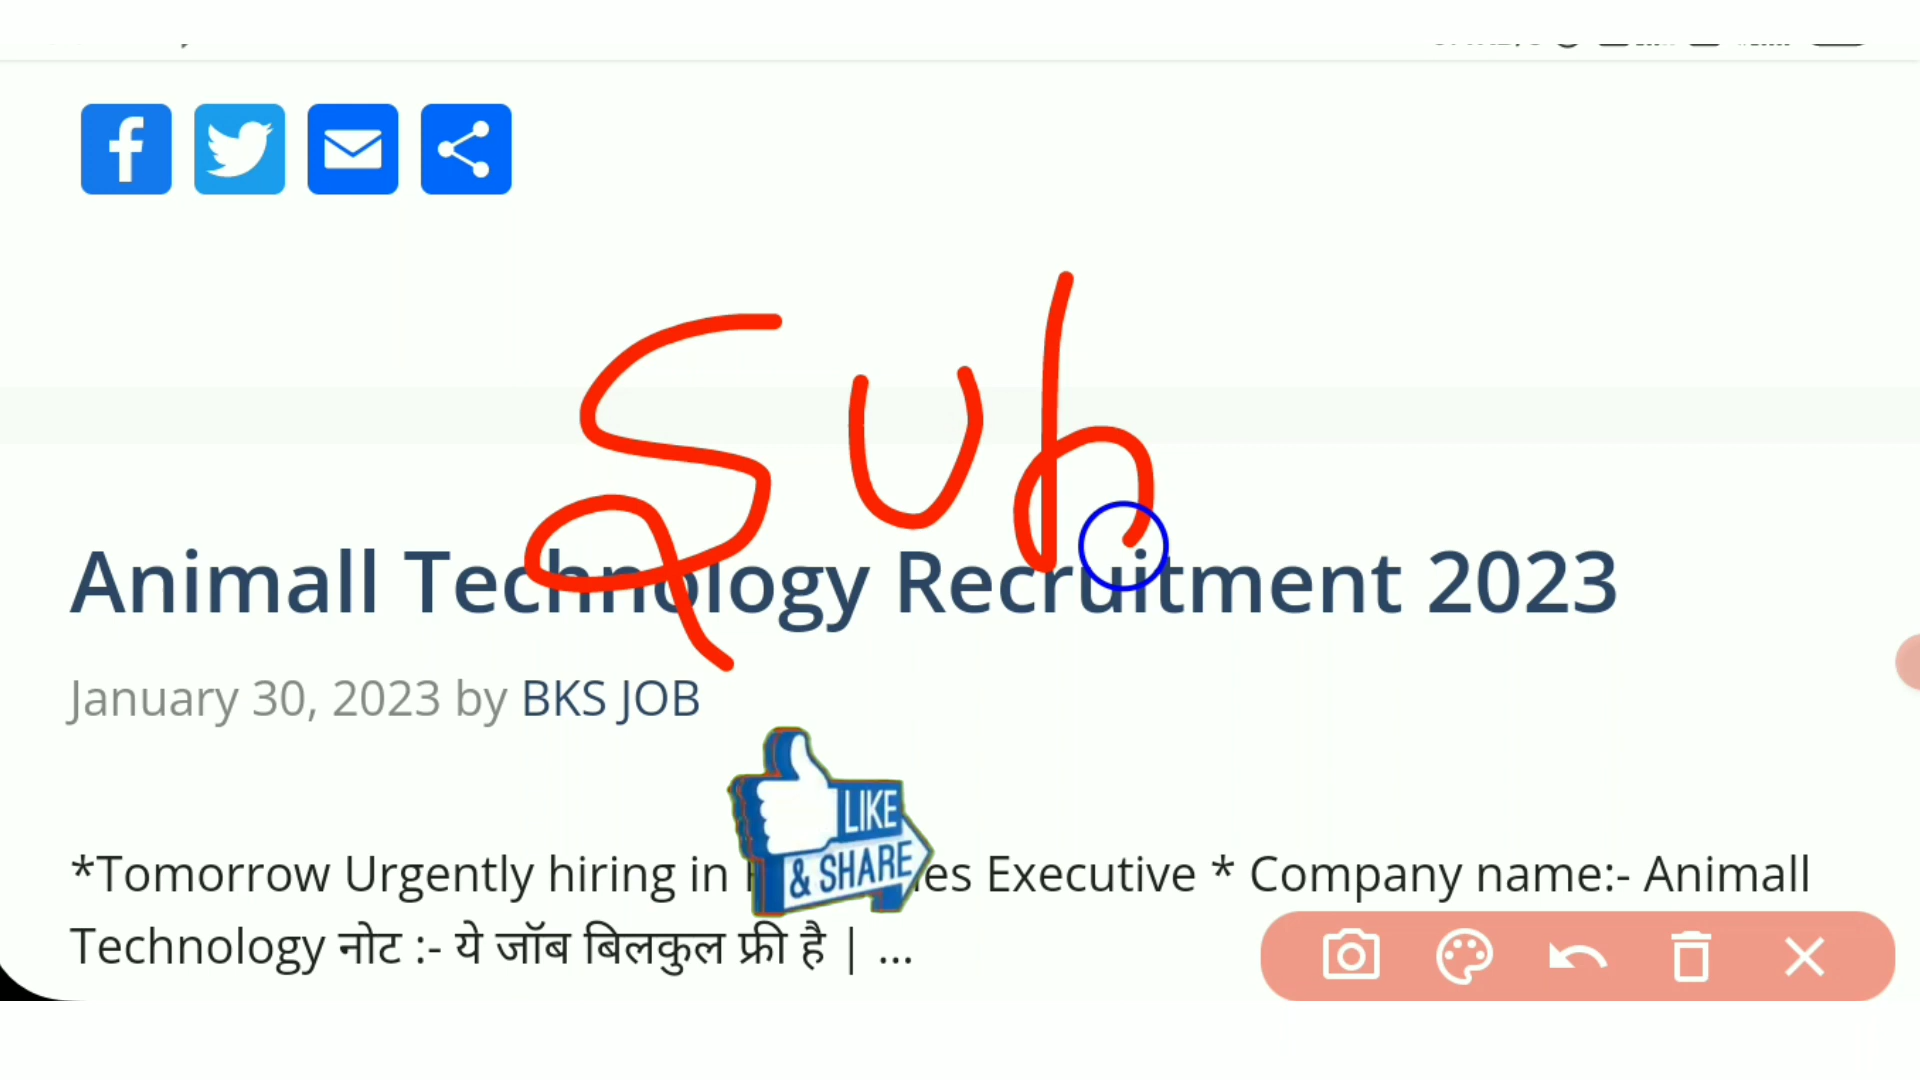 Sub
Animall Technology Recruitment 2023
January 30, 2023 by BKS JOB
LIKE
& SHARE
*Tomorrow Urgently hiring in Executive * Company name:- Animall
Technology नोट :- ये जॉब बिलकुल फ्री है | ...